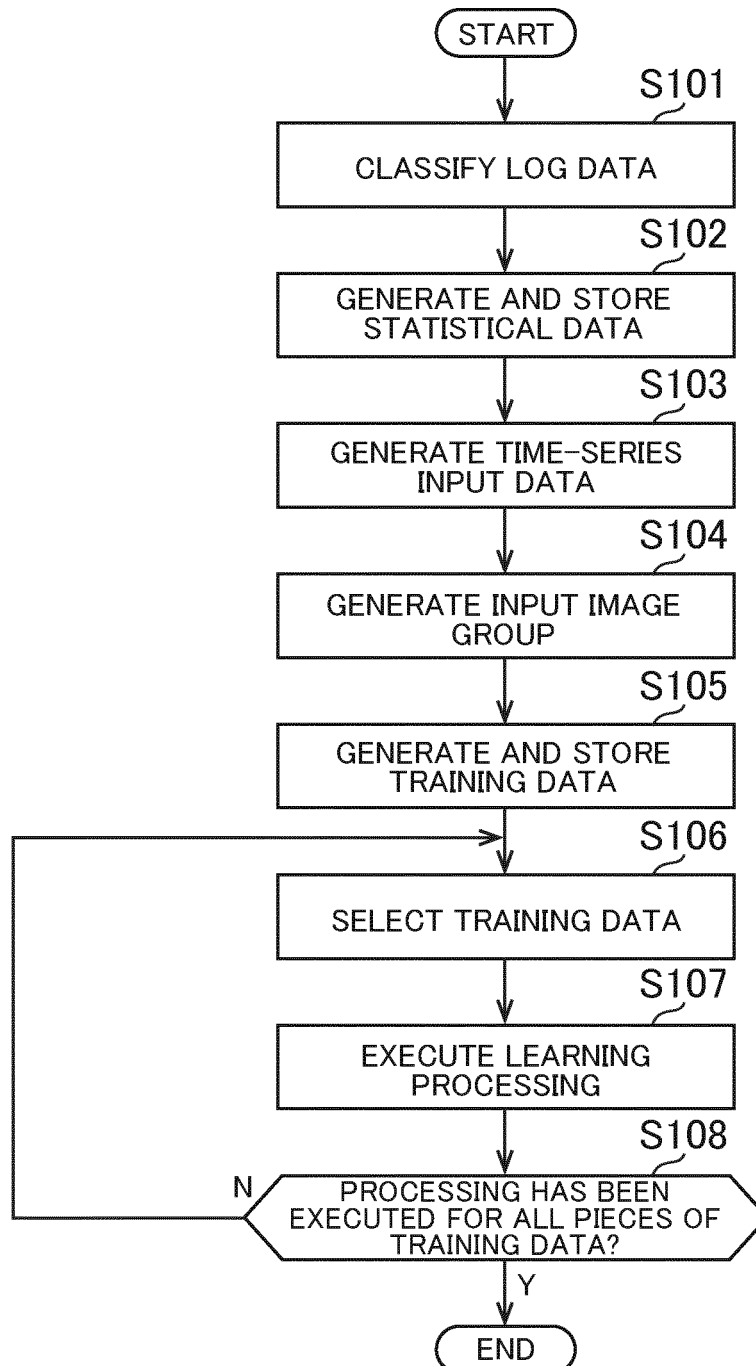 START
S101
CLASSIFY LOG DATA
S102
GENERATE AND STORE
STATISTICAL DATA
S103
GENERATE TIME-SERIES
INPUT DATA
S104
GENERATE INPUT IMAGE
GROUP
S105
GENERATE AND STORE
TRAINING DATA
S106
SELECT TRAINING DATA
S107
EXECUTE LEARNING
PROCESSING
S108
N
PROCESSING HAS BEEN
EXECUTED FOR ALL PIECES OF
TRAINING DATA?
Y
END